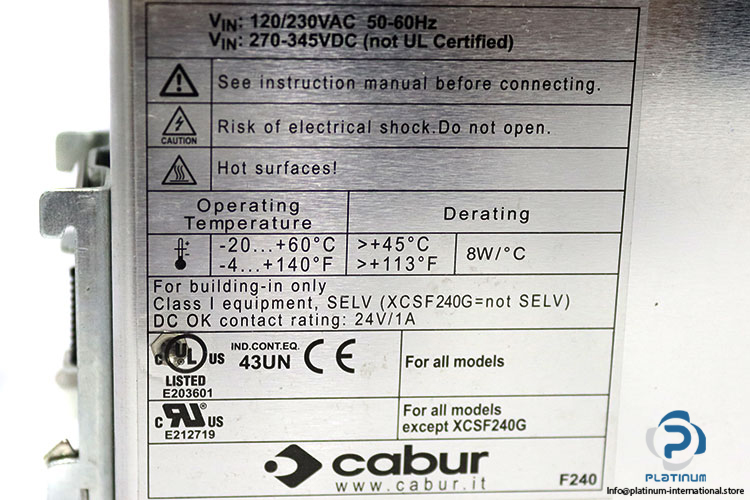 VIN: 120/230VAC 50-60Hz
VIN: 270-345VDC (not UL Certified)
See instruction manual before connecting.
CAUTION
Risk of electrical shock.Do not open.
Hot surfaces!
Operating Temperature
Derating
-20...+60°C
-4...+140°F
>+45°C
>+113°F
8W/°C
For building-in only
Class I equipment, SELV (XCSF240G=not SELV)
DC OK contact rating: 24V/1A
C UL US
LISTED
E203601
IND.CONT.EQ.
43UN
CE
For all models
C RU US
E212719
For all models
except XCSF240G
cabur
www.cabur.it
F240
PLATINUM
Info@platinum-international.store